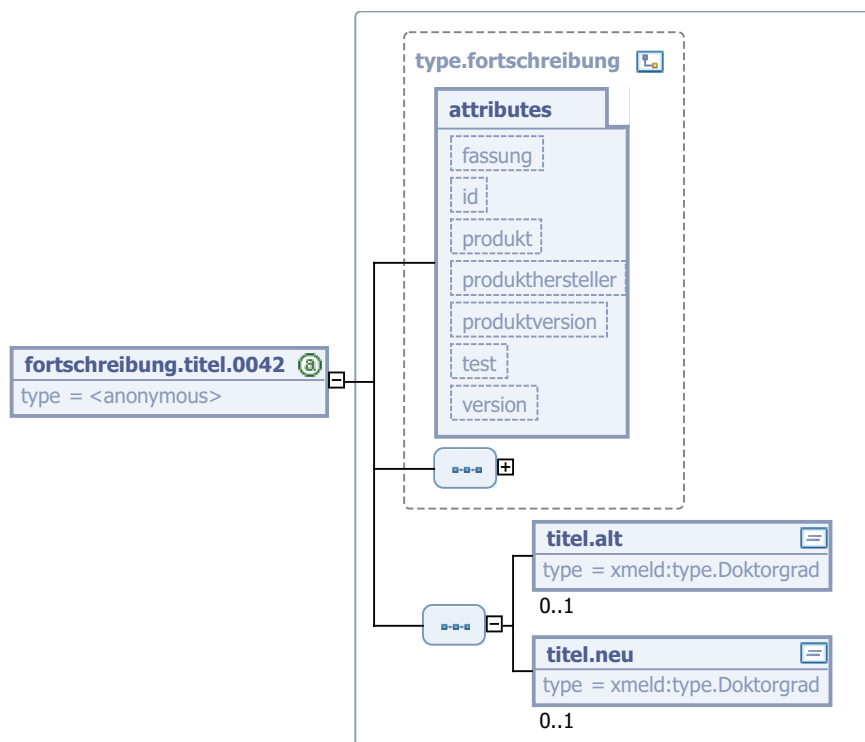 type.fortschreibung
attributes
fassung
id
produkt
produkthersteller
produktversion
test
version
fortschreibung.titel.0042
type = <anonymous>
titel.alt
type = xmeld:type.Doktorgrad
0..1
titel.neu
type = xmeld:type.Doktorgrad
0..1